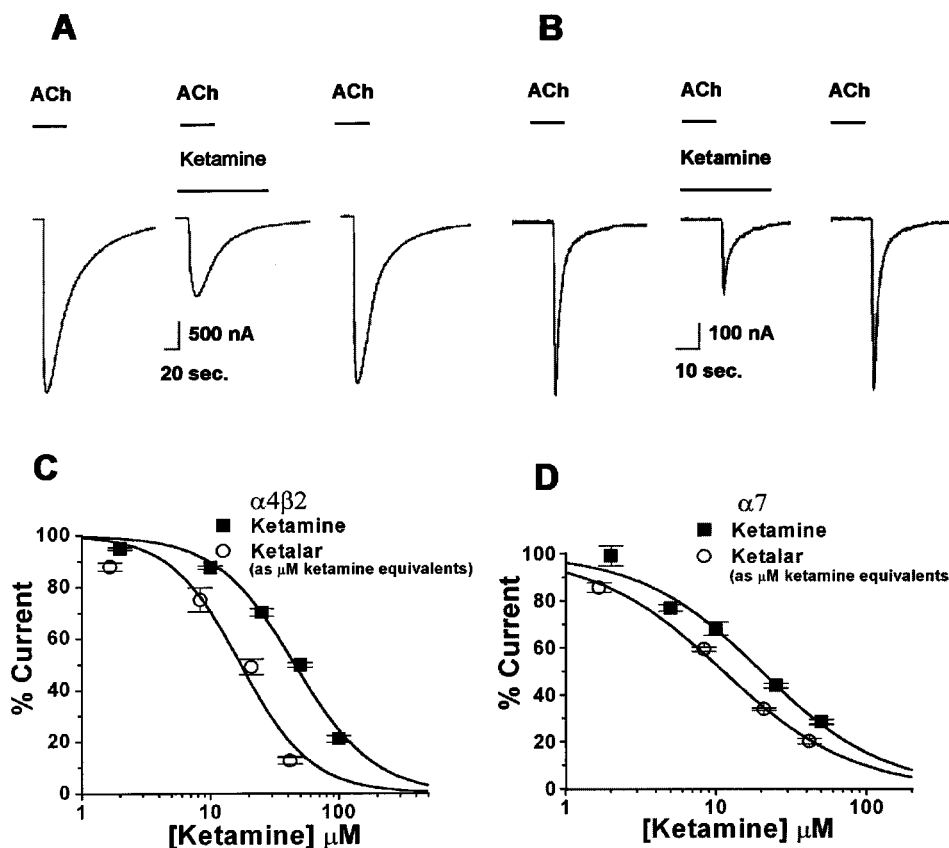 A
B
ACh
ACh
ACh
ACh
ACh
ACh
Ketamine
Ketamine
500 nA
20 sec.
100 nA
10 sec.
C
α4β2
Ketamine
Ketalar
(as μM ketamine equivalents)
% Current
100
80
60
40
20
0
1
10
100
[Ketamine] μM
D
α7
Ketamine
Ketalar
(as μM ketamine equivalents
% Current
100
80
60
40
20
0
1
10
100
[Ketamine] μM